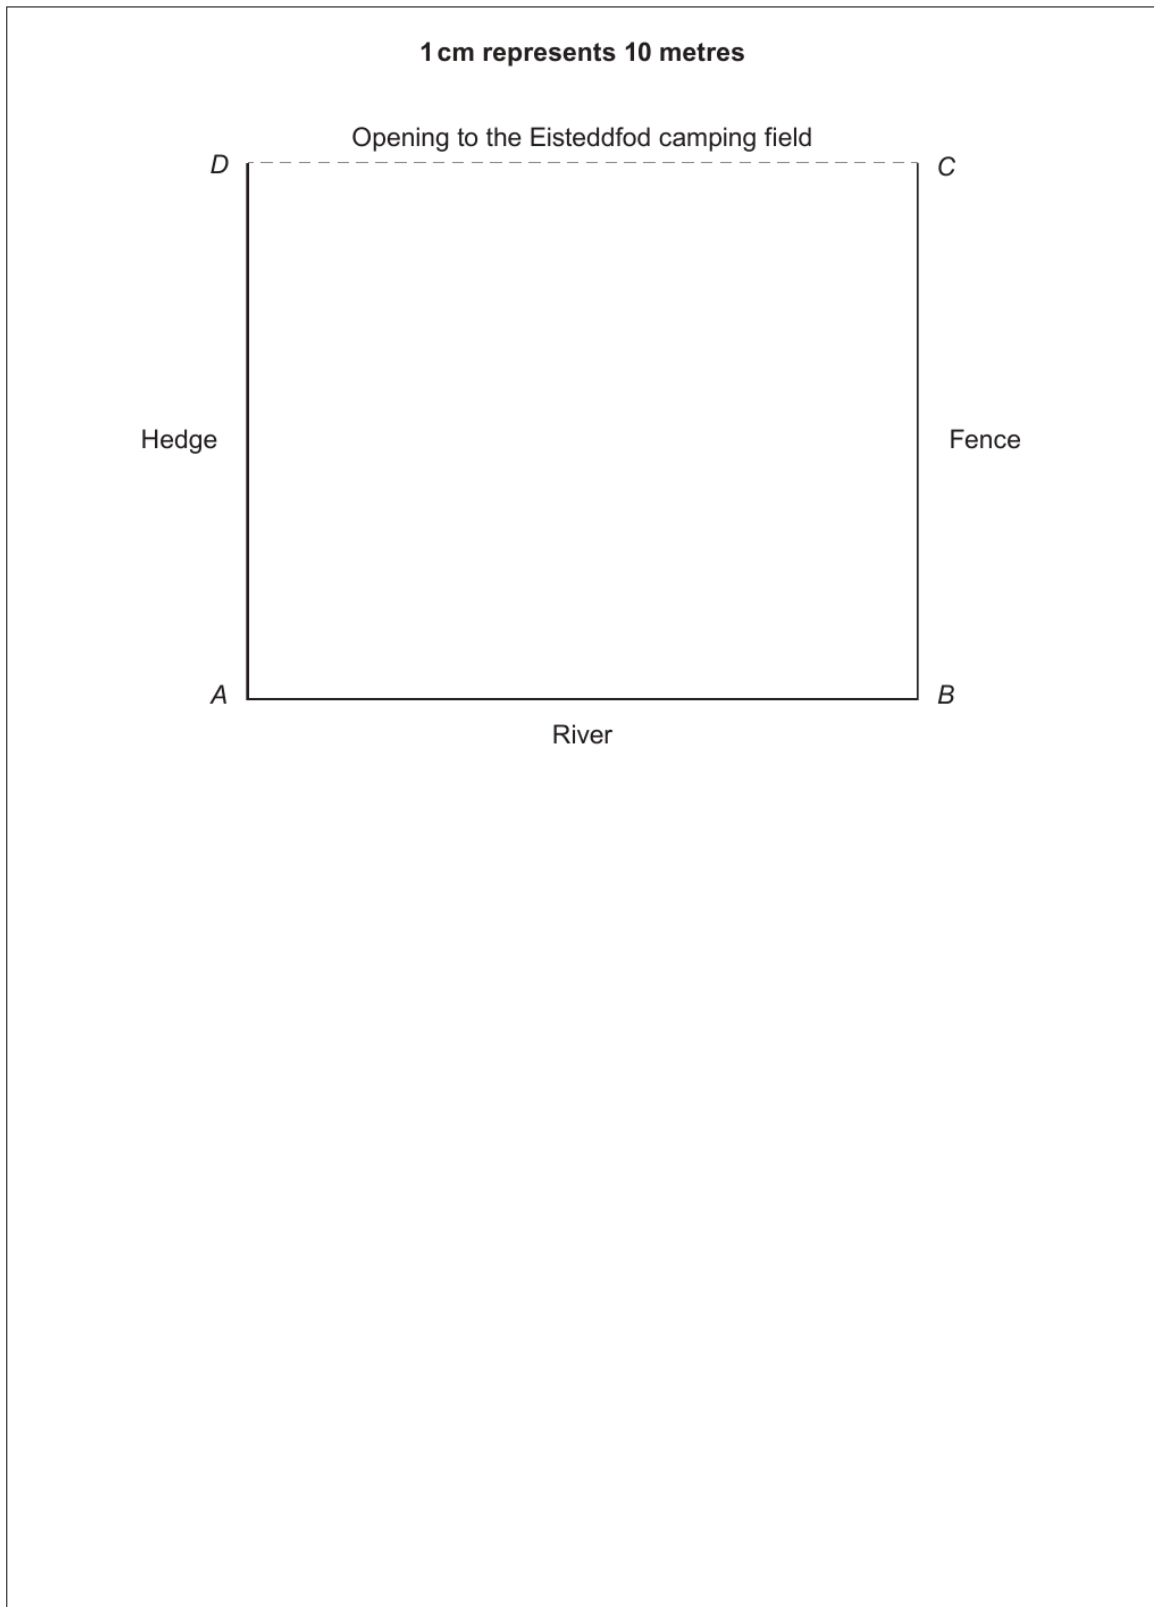 1 cm represents 10 metres
Opening to the Eisteddfod camping field
D
C
Hedge
Fence
A
B
River